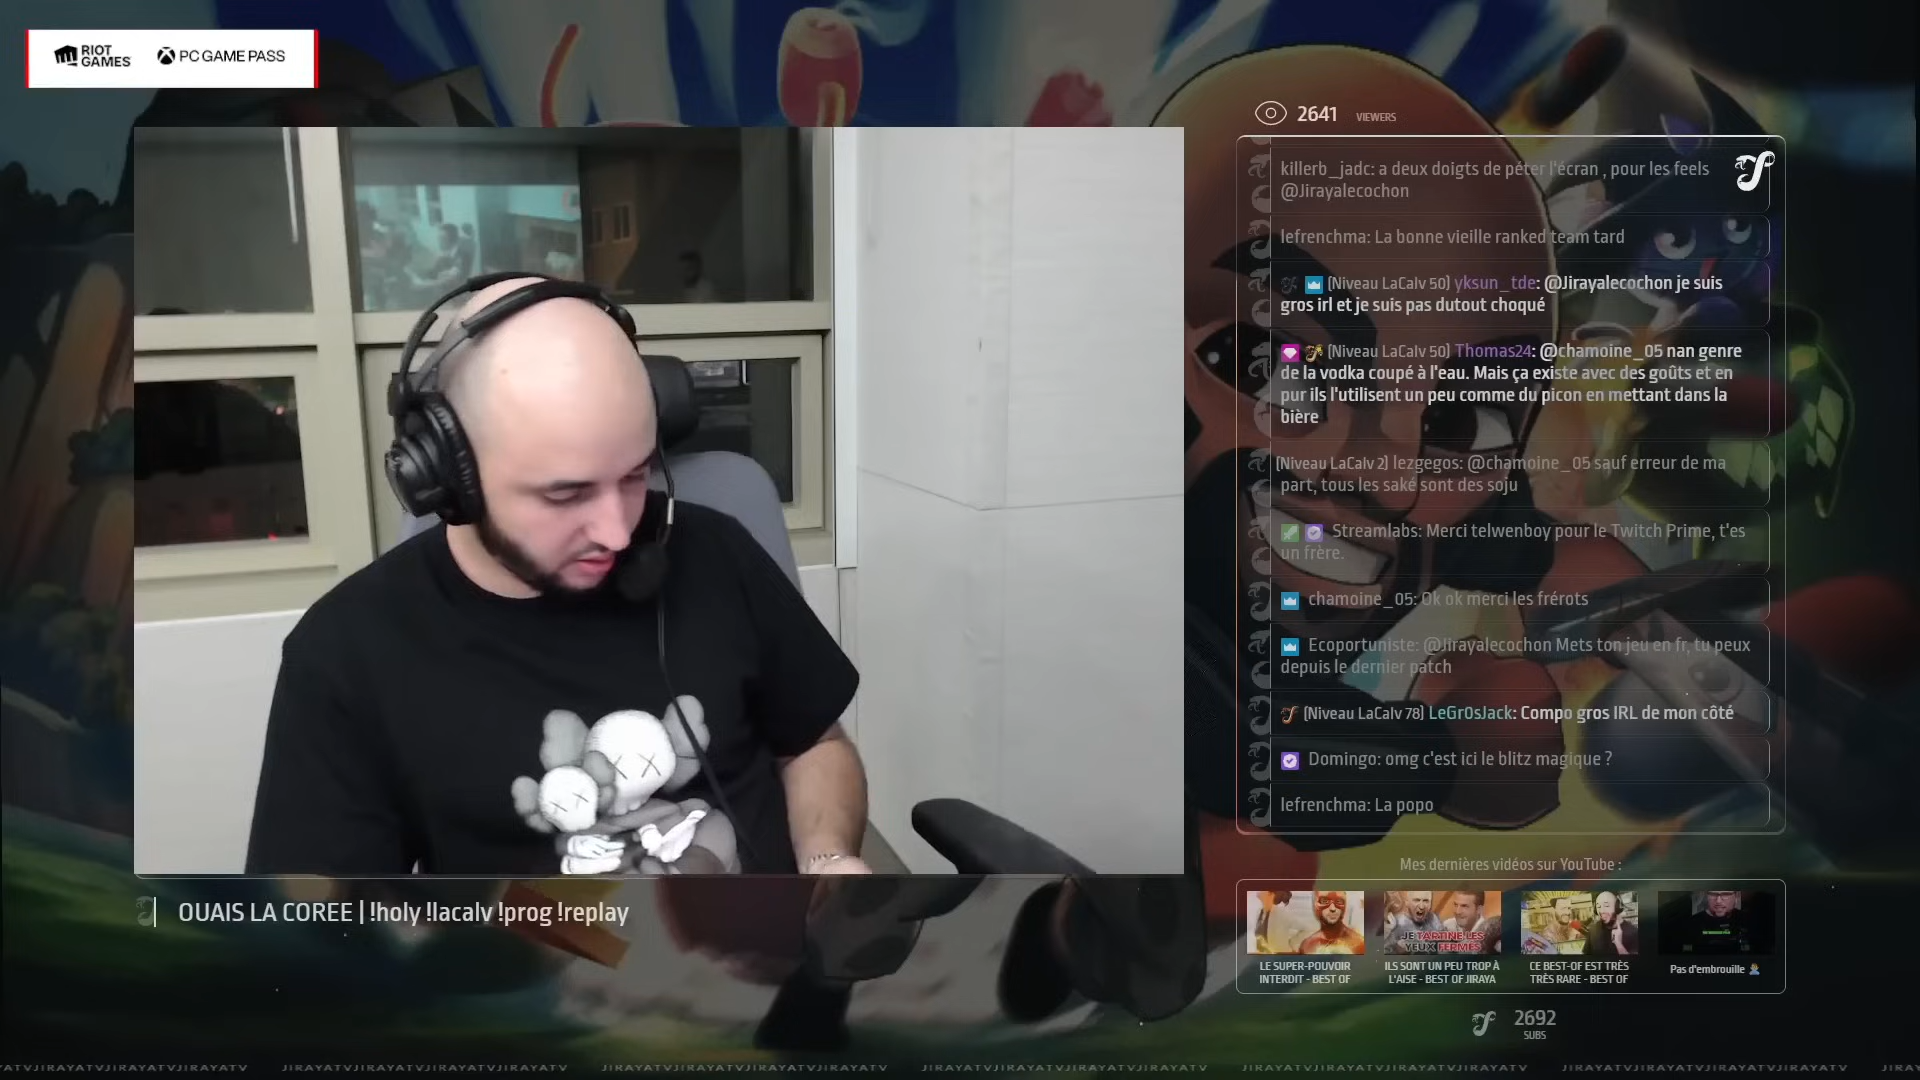 RIOT
GAMES
PC GAME PASS
2641 VIEWERS
killerb_jadc: a deux doigts de péter l'écran , pour les feels
@Jirayalecochon
lefrenchma: La bonne vieille ranked team tard
(Niveau LaCalv 50) yksun_tde: @Jirayalecochon je suis
gros irl et je suis pas dutout choqué
(Niveau LaCalv 50) Thomas24: @chamoine_05 nan genre
de la vodka coupé à l'eau. Mais ça existe avec des goûts et en
pur ils l'utilisent un peu comme du picon en mettant dans la
bière
(Niveau LaCalv 2) lezgegos: @chamoine_05 sauf erreur de ma
part, tous les saké sont des soju
Streamlabs: Merci telwenboy pour le Twitch Prime, t'es
un frère.
chamoine_05: Ok ok merci les frérots
Ecoportuniste: @Jirayalecochon Mets ton jeu en fr, tu peux
depuis le dernier patch
(Niveau LaCalv 78) LeGr0sJack: Compo gros IRL de mon côté
Domingo: omg c'est ici le blitz magique ?
lefrenchma: La popo
Mes dernières vidéos sur YouTube :
JE TARTINE LES
YEUX FERMÉS
LE SUPER-POUVOIR
INTERDIT - BEST OF
ILS SONT UN PEU TROP À
L'AISE - BEST OF JIRAYA
CE BEST-OF EST TRÈS
TRÈS RARE - BEST OF
Pas d'embrouille
OUAIS LA COREE | !holy !lacalv !prog !replay
2692
SUBS
YATVJIRAYATVJIRAYATV JIRAYATVJIRAYATVJIRAYATV JIRAYATVJIRAYATVJIRAYATV JIRAYATVJIRAYATVJIRAYATV JIRAYATVJIRAYATVJIRAYATV JIRAYATVJIRAYATVJIRAYATV JIRA